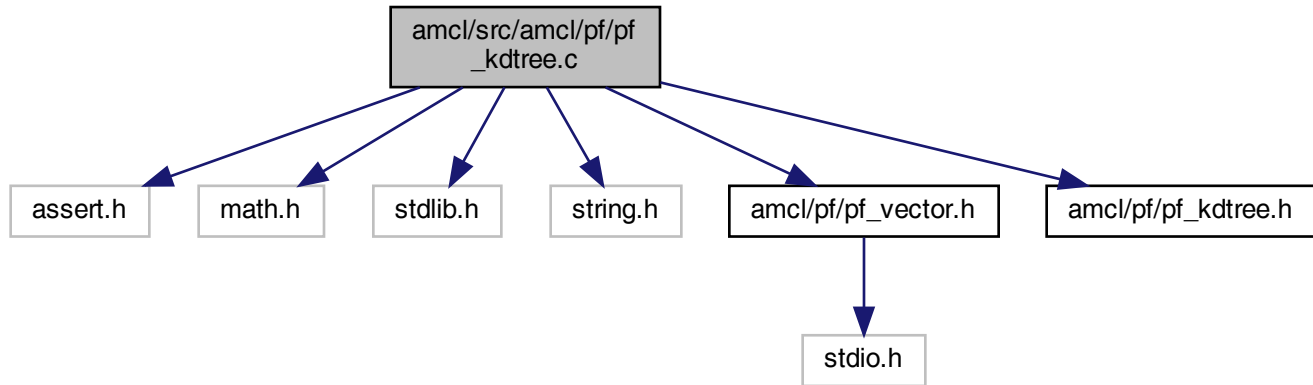 amcl/src/amcl/pf/pf
_kdtree.c
assert.h
math.h
stdlib.h
string.h
amcl/pf/pf_vector.h
amcl/pf/pf_kdtree.h
stdio.h